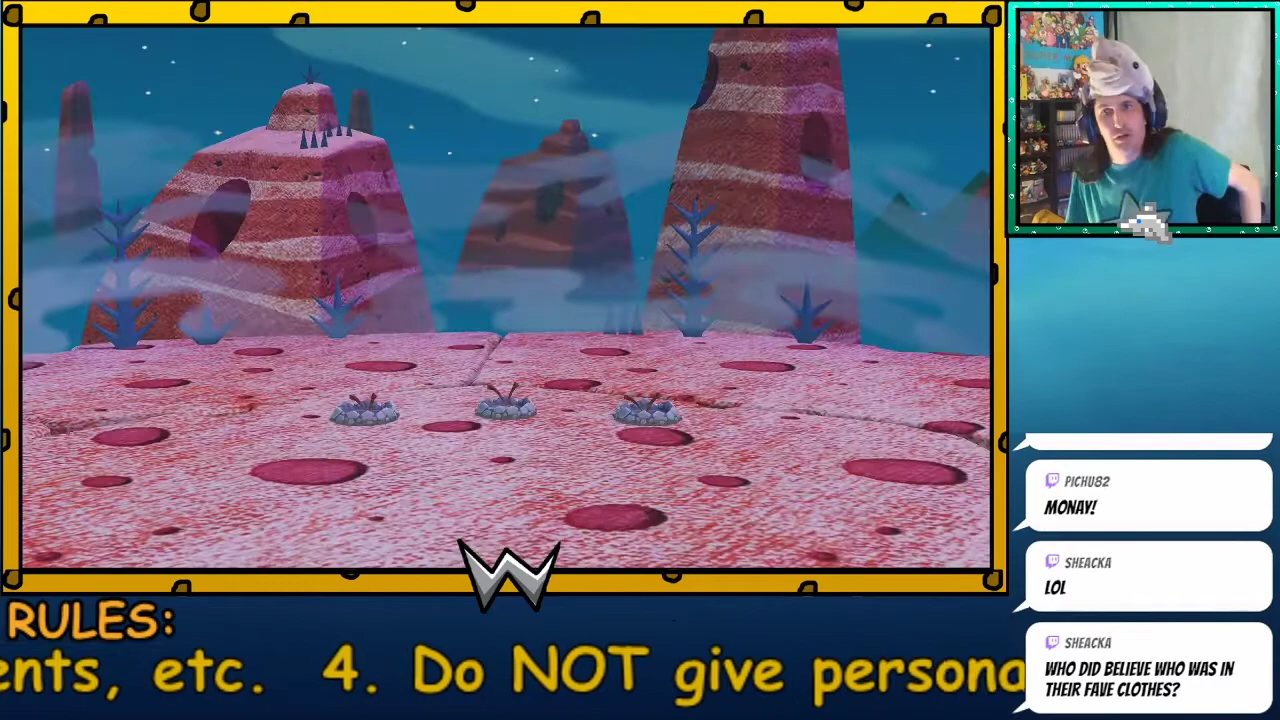 PICHU82
MONAY!
SHEACKA
LOL
SHEACKA
WHO DID BELIEVE WHO WAS IN
THEIR FAVE CLOTHES?
RULES:
ents, etc. 4. Do NOT give persona